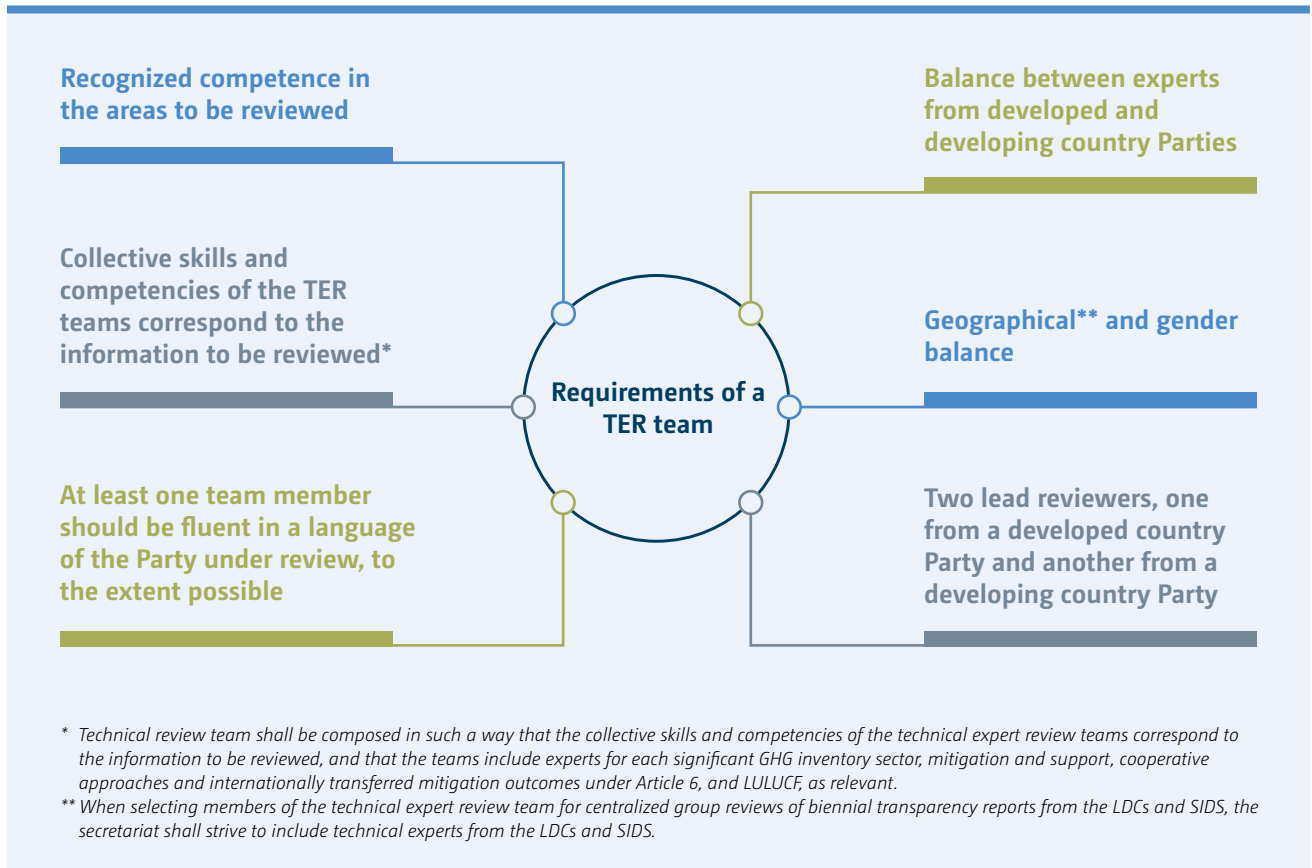 Recognized competence in
the areas to be reviewed
Collective skills and
competencies of the TER
teams correspond to the
information to be reviewed*
At least one team member
should be fluent in a language
of the Party under review, to
the extent possible
Requirements of a
TER team
Balance between experts
from developed and
developing country Parties
Geographical** and gender
balance
Two lead reviewers, one
from a developed country
Party and another from a
developing country Party
* Technical review team shall be composed in such a way that the collective skills and competencies of the technical expert review teams correspond to
the information to be reviewed, and that the teams include experts for each significant GHG inventory sector, mitigation and support, cooperative
approaches and internationally transferred mitigation outcomes under Article 6, and LULUCF, as relevant.
** When selecting members of the technical expert review team for centralized group reviews of biennial transparency reports from the LDCs and SIDS, the
secretariat shall strive to include technical experts from the LDCs and SIDS.